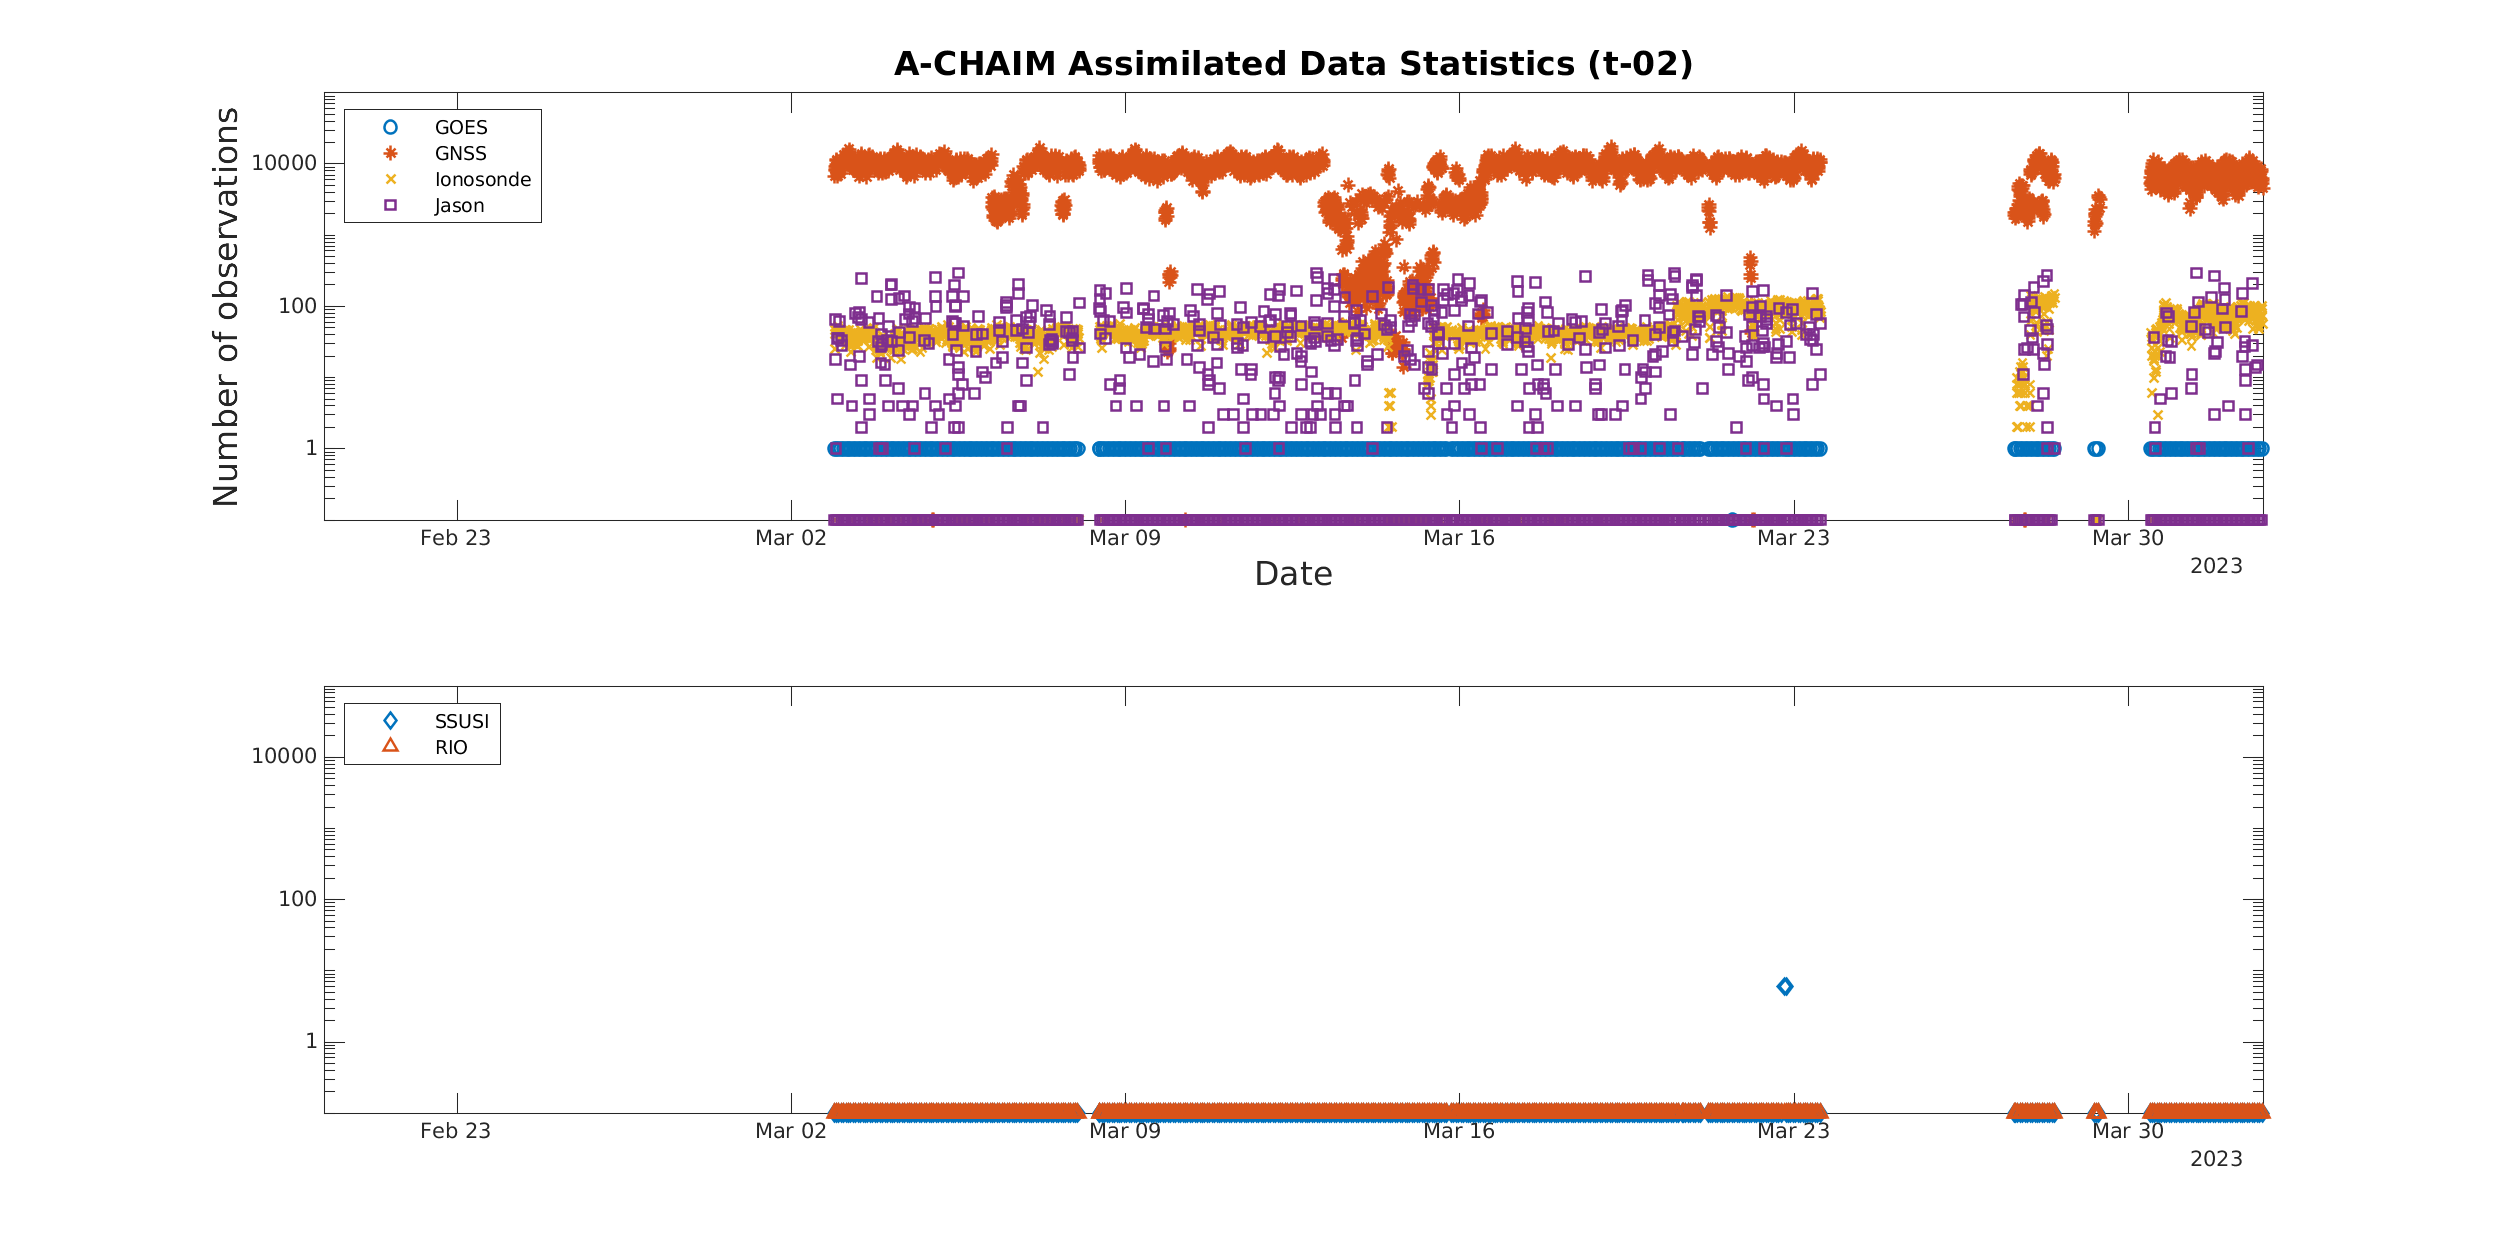 A-CHAIM Assimilated Data Statistics (t-02)
Number of observations
10000
100
1
GOES
GNSS
Ionosonde
Jason
Feb 23
Mar 02
Mar 09
Mar 16
Mar 23
Mar 30
2023
Date
10000
100
1
SSUSI
RIO
Feb 23
Mar 02
Mar 09
Mar 16
Mar 23
Mar 30
2023